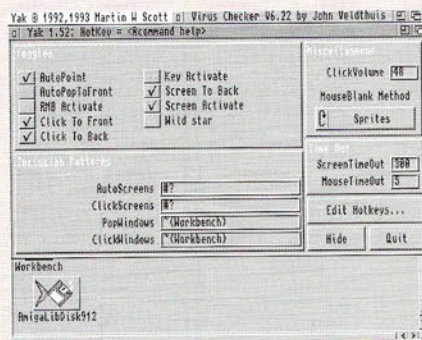 Yak © 1992,1993 Martin W Scott
Virus Checker V6.22 by John Veldthuis
Yak 1.52: HotKey = <Rcommand help>
Toggles
AutoPoint
AutoPopToFront
RMB Activate
Click To Front
Click To Back
Key Activate
Screen To Back
Screen Activate
Wild star
Miscellaneous
ClickVolume 40
MouseBlank Method
Sprites
Inclusion Patterns
AutoScreens #?
ClickScreens #?
PopWindows ~(Workbench)
ClickWindows ~(Workbench)
Time Out
ScreenTimeOut 300
MouseTimeOut 5
Edit Hotkeys...
Hide
Quit
Workbench
AmigaLibDisk912